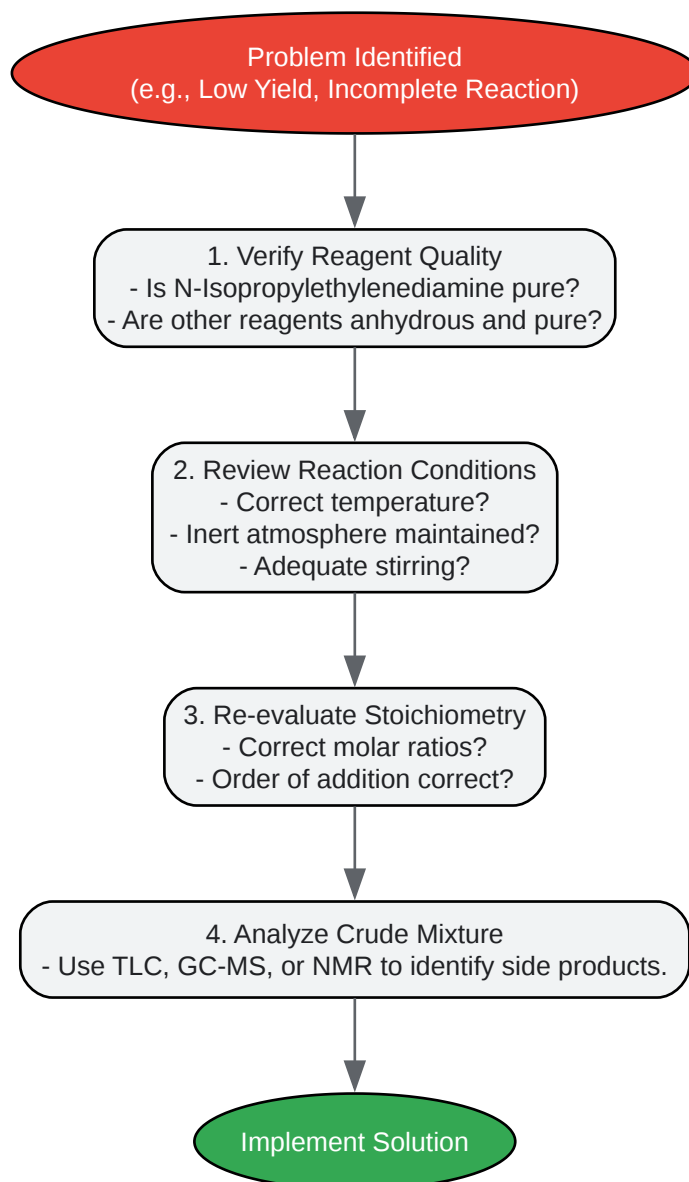 Problem Identified
(e.g., Low Yield, Incomplete Reaction)
1. Verify Reagent Quality
- Is N-Isopropylethylenediamine pure?
- Are other reagents anhydrous and pure?
2. Review Reaction Conditions
- Correct temperature?
- Inert atmosphere maintained?
- Adequate stirring?
3. Re-evaluate Stoichiometry
- Correct molar ratios?
- Order of addition correct?
4. Analyze Crude Mixture
- Use TLC, GC-MS, or NMR to identify side products.
Implement Solution